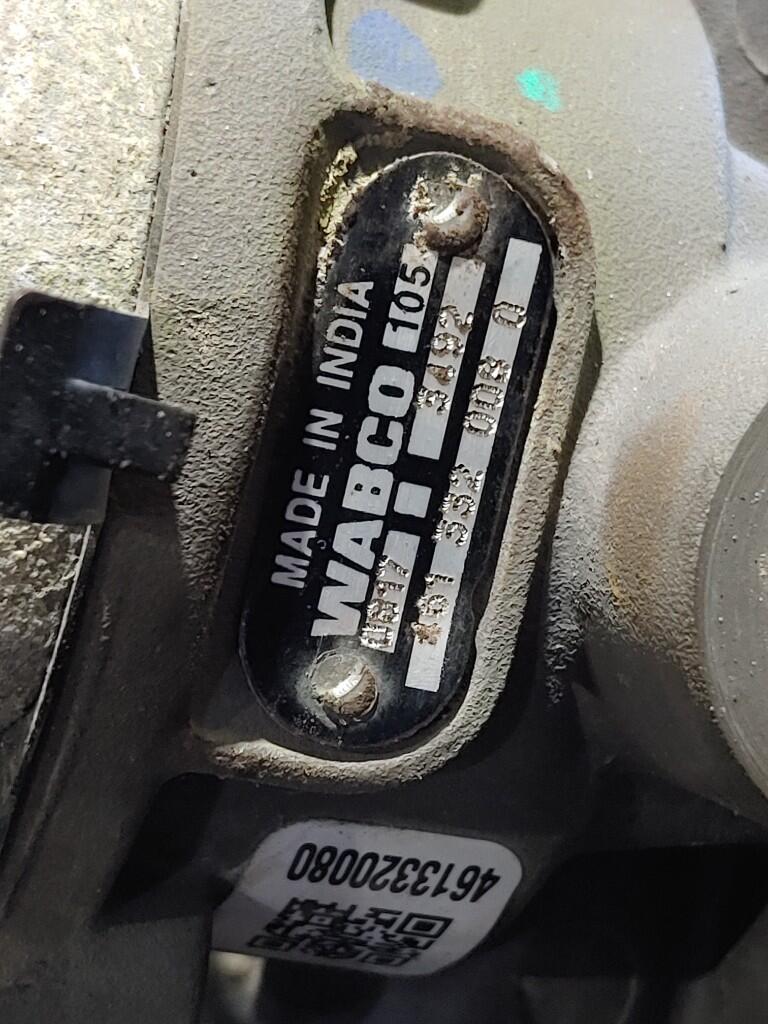 MADE IN INDIA
WABCO 105
461 332 008 0
4613320080